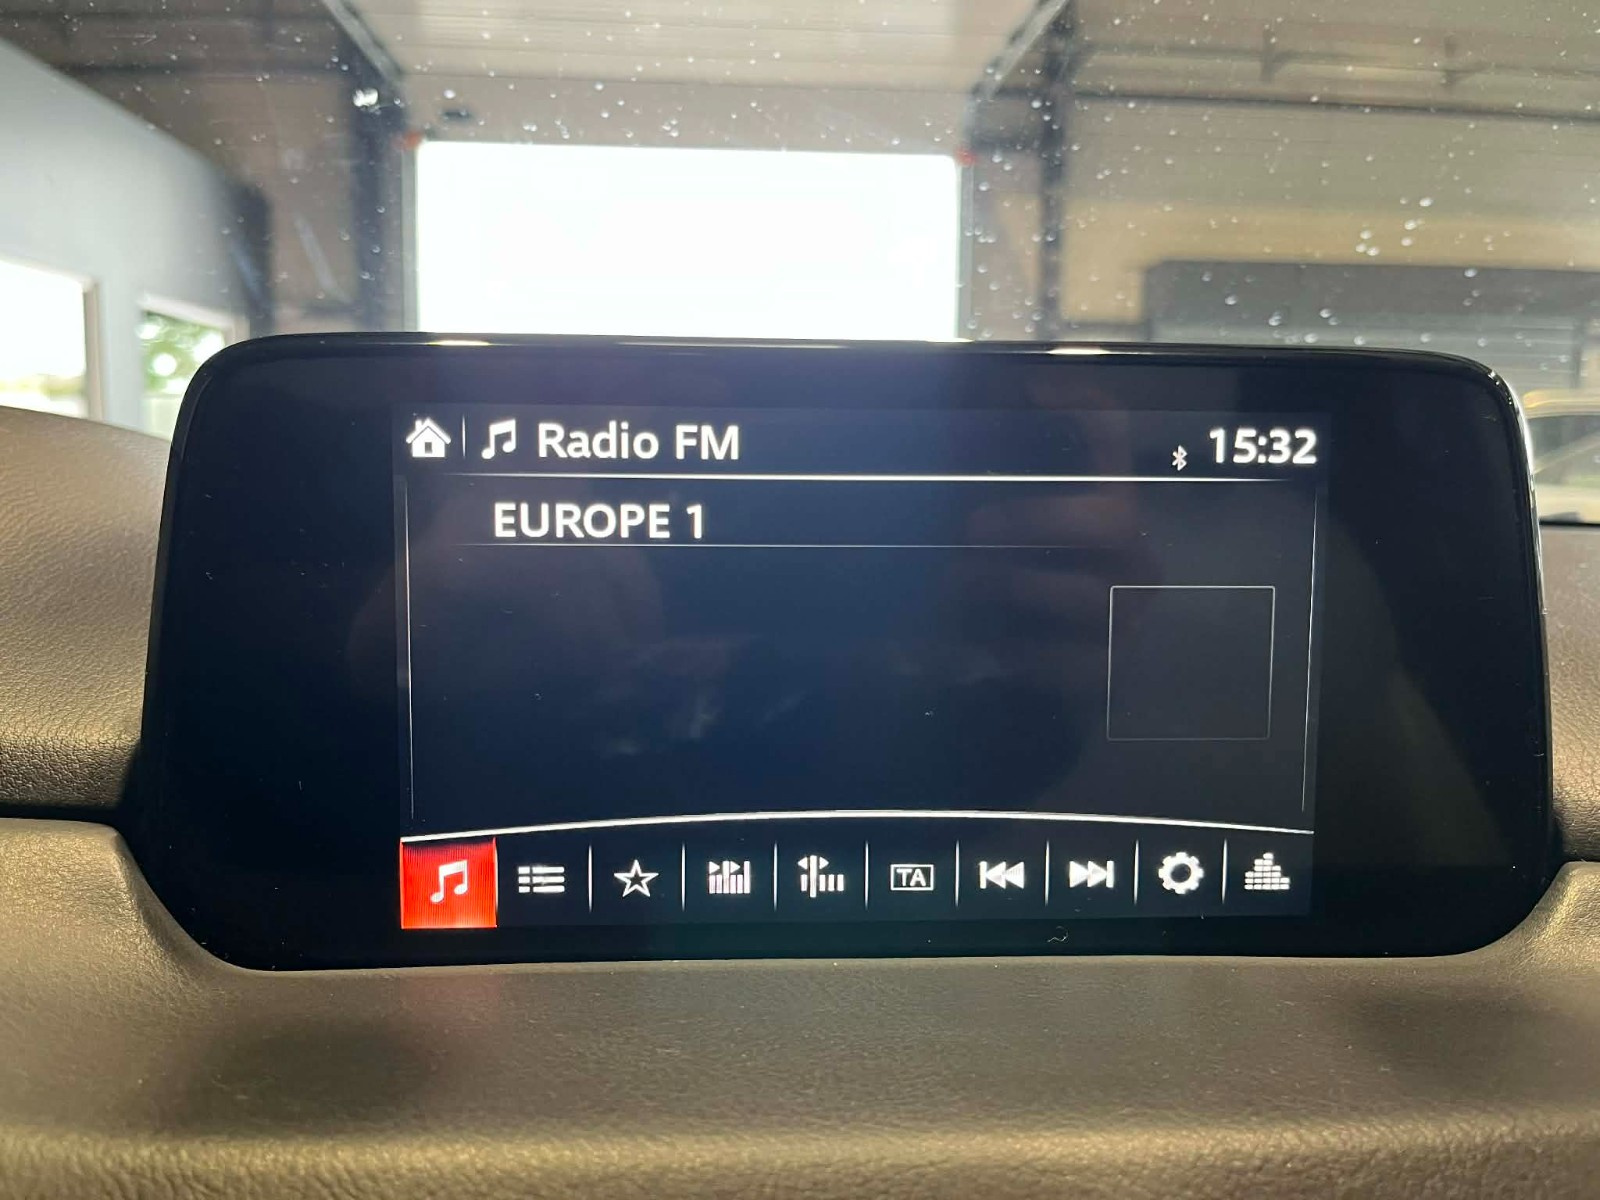 Radio FM
15:32
EUROPE 1
TA